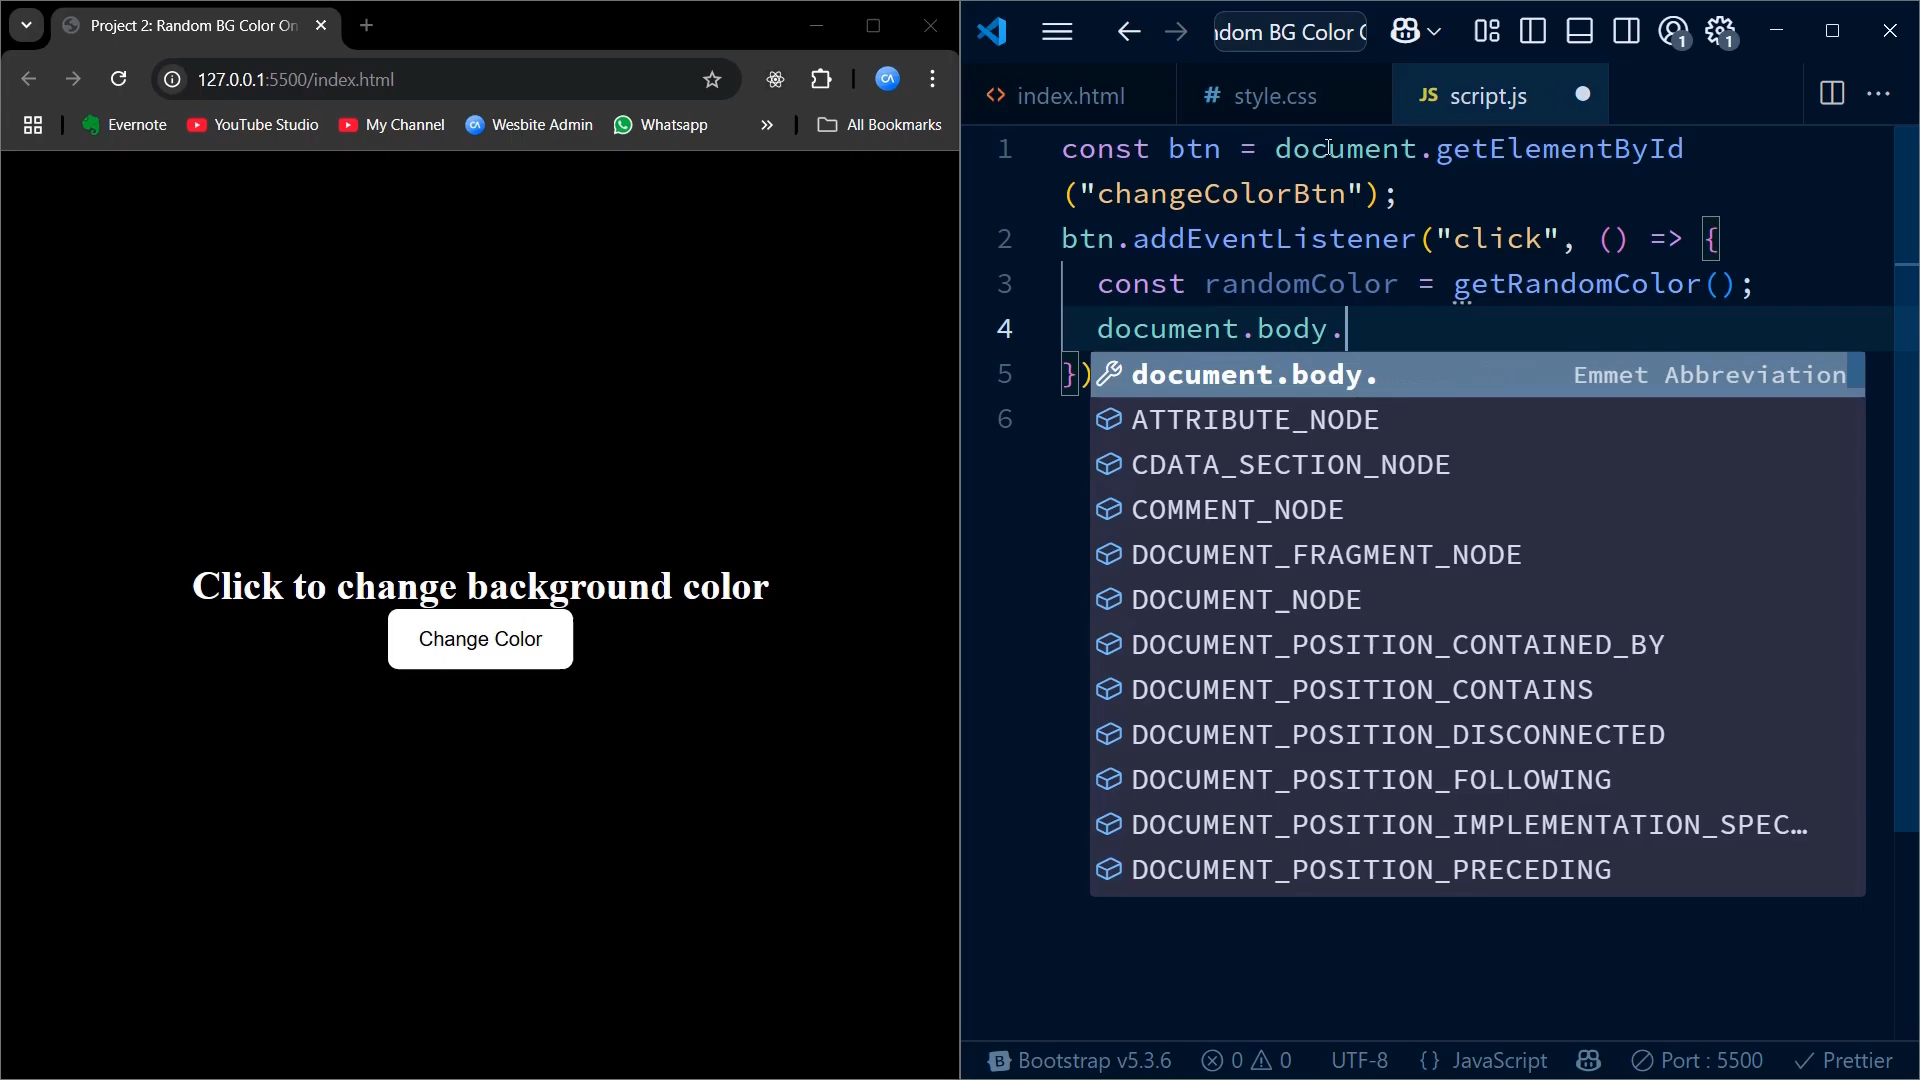 Project 2: Random BG Color On
127.0.0.1:5500/index.html
Evernote
YouTube Studio
My Channel
Wesbite Admin
Whatsapp
»
All Bookmarks
Click to change background color
Change Color
ndom BG Color
1
1
index.html
# style.css
JS script.js
1 const btn = document.getElementById
("changeColorBtn");
2 btn.addEventListener("click", () => {
3 const randomColor = getRandomColor();
4 document.body.
5 })
6
document.body. Emmet Abbreviation
ATTRIBUTE_NODE
CDATA_SECTION_NODE
COMMENT_NODE
DOCUMENT_FRAGMENT_NODE
DOCUMENT_NODE
DOCUMENT_POSITION_CONTAINED_BY
DOCUMENT_POSITION_CONTAINS
DOCUMENT_POSITION_DISCONNECTED
DOCUMENT_POSITION_FOLLOWING
DOCUMENT_POSITION_IMPLEMENTATION_SPEC…
DOCUMENT_POSITION_PRECEDING
Bootstrap v5.3.6 0 0 UTF-8 {} JavaScript Port : 5500 Prettier